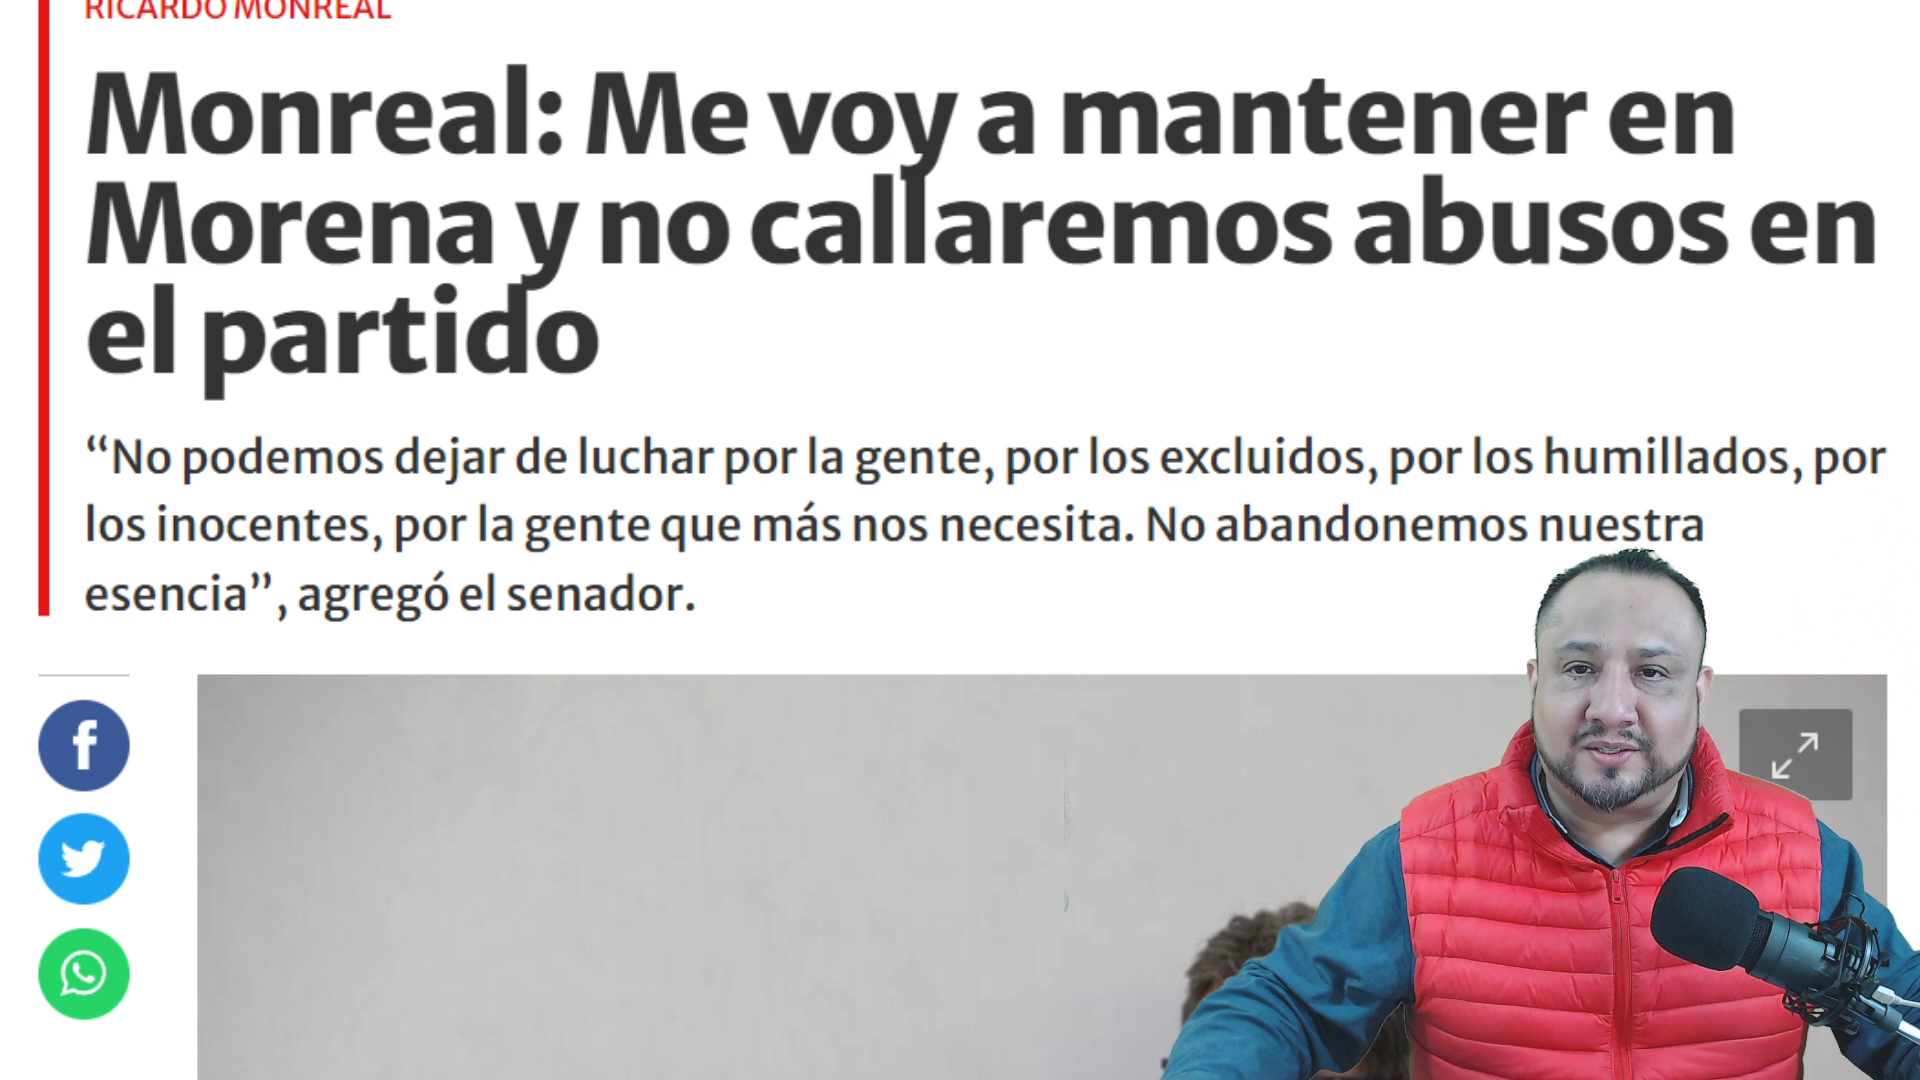 RICARDO MONREAL
Monreal: Me voy a mantener en
Morena y no callaremos abusos en
el partido
“No podemos dejar de luchar por la gente, por los excluidos, por los humillados, por
los inocentes, por la gente que más nos necesita. No abandonemos nuestra
esencia”, agregó el senador.